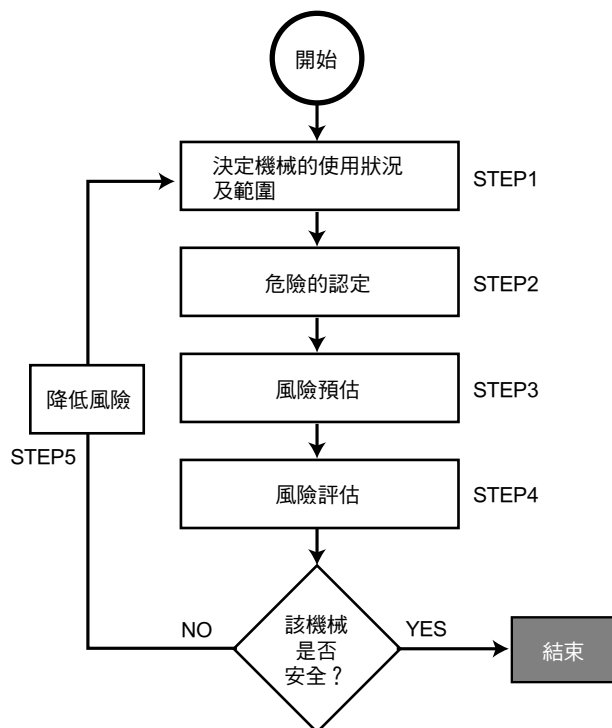 開始
決定機械的使用狀況
及範圍
STEP1
危險的認定
STEP2
風險預估
STEP3
降低風險
STEP5
風險評估
STEP4
NO
該機械
是否
安全？
YES
結束